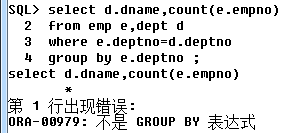 SQL> select d.dname,count(e.empno)
2 from emp e,dept d
3 where e.deptno=d.deptno
4 group by e.deptno ;
select d.dname,count(e.empno)
*
第 1 行出现错误:
ORA-00979: 不是 GROUP BY 表达式